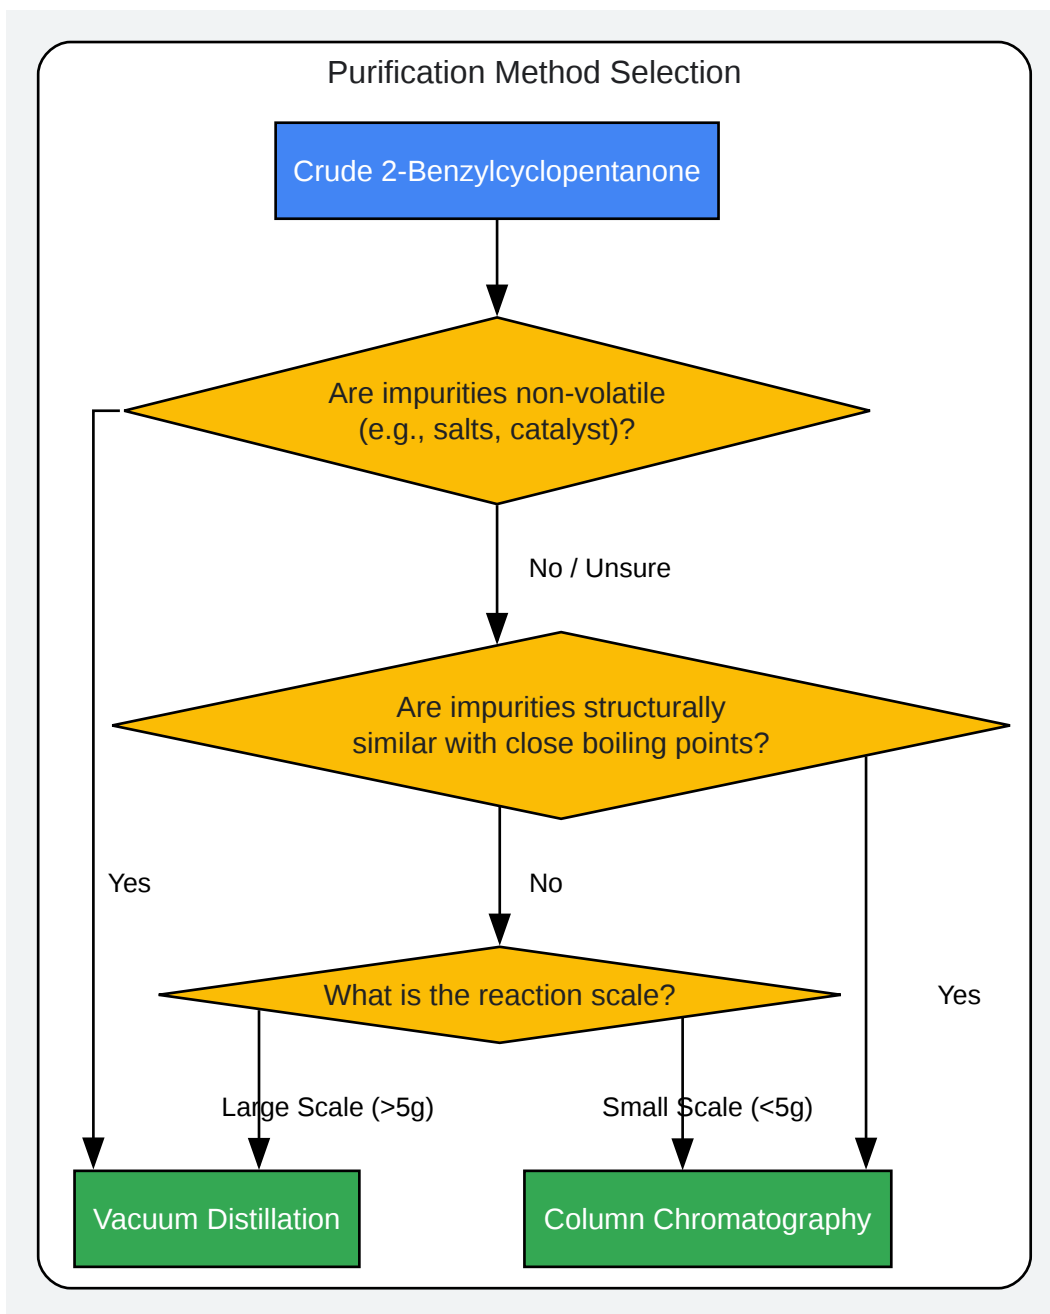 Purification Method Selection
Crude 2-Benzylcyclopentanone
Are impurities non-volatile
(e.g., salts, catalyst)?
No / Unsure
Are impurities structurally
similar with close boiling points?
Yes
No
What is the reaction scale?
Yes
Large Scale (>5g)
Small Scale (<5g)
Vacuum Distillation
Column Chromatography